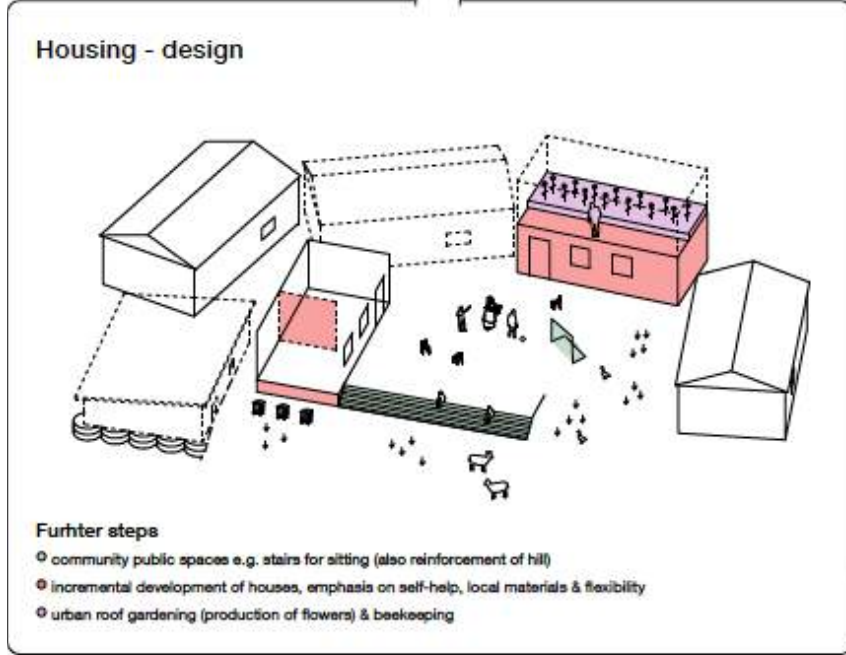 Housing - design
Furhter steps
community public spaces e.g. stairs for sitting (also reinforcement of hill)
incremental development of houses, emphasis on self-help, local materials & flexibility
urban roof gardening (production of flowers) & beekeeping